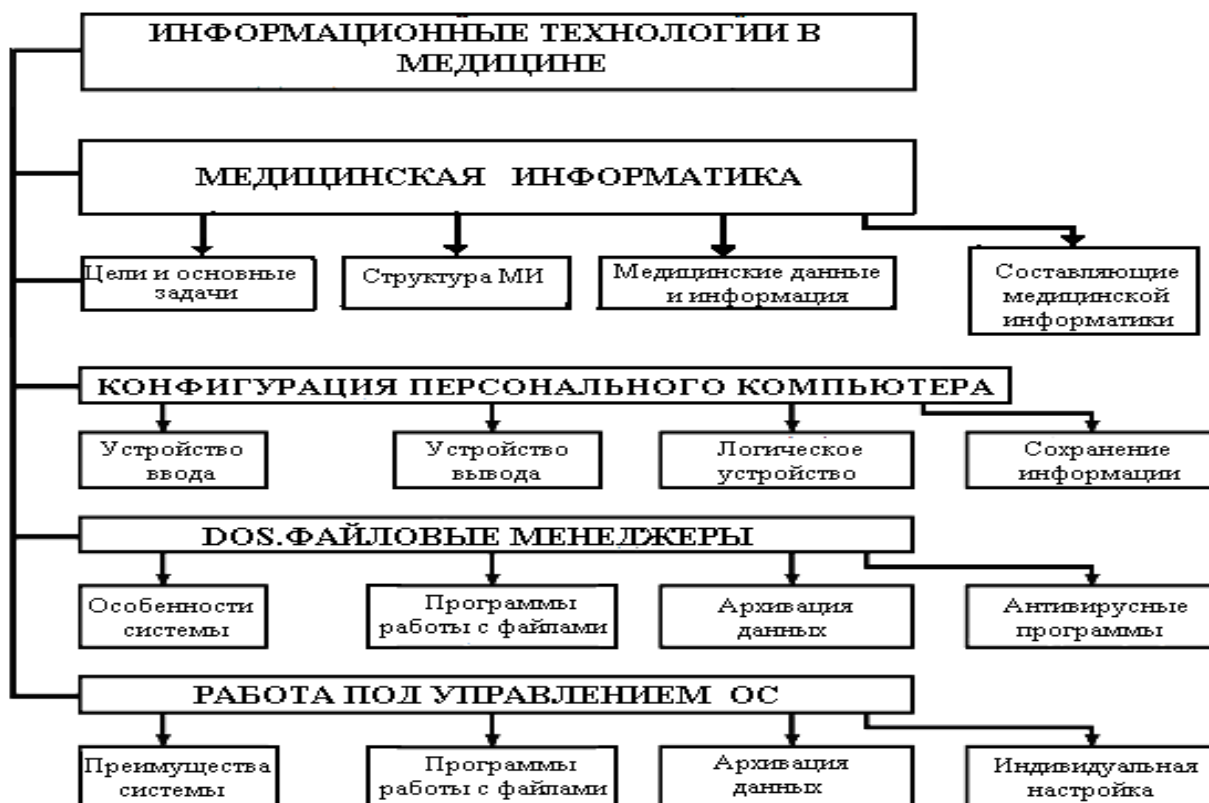 ИНФОРМАЦИОННЫЕ ТЕХНОЛОГИИ В
МЕДИЦИНЕ
МЕДИЦИНСКАЯ ИНФОРМАТИКА
Цели и основные
задачи
Структура МИ
Медицинские данные
и информация
Составляющие
медицинской
информатики
КОНФИГУРАЦИЯ ПЕРСОНАЛЬНОГО КОМПЬЮТЕРА
Устройство
ввода
Устройство
вывода
Логическое
устройство
Сохранение
информации
DOS.ФАЙЛОВЫЕ МЕНЕДЖЕРЫ
Особенности
системы
Программы
работы с файлами
Архивация
данных
Антивирусные
программы
РАБОТА ПОД УПРАВЛЕНИЕМ ОС
Преимущества
системы
Программы
работы с файлами
Архивация
данных
Индивидуальная
настройка